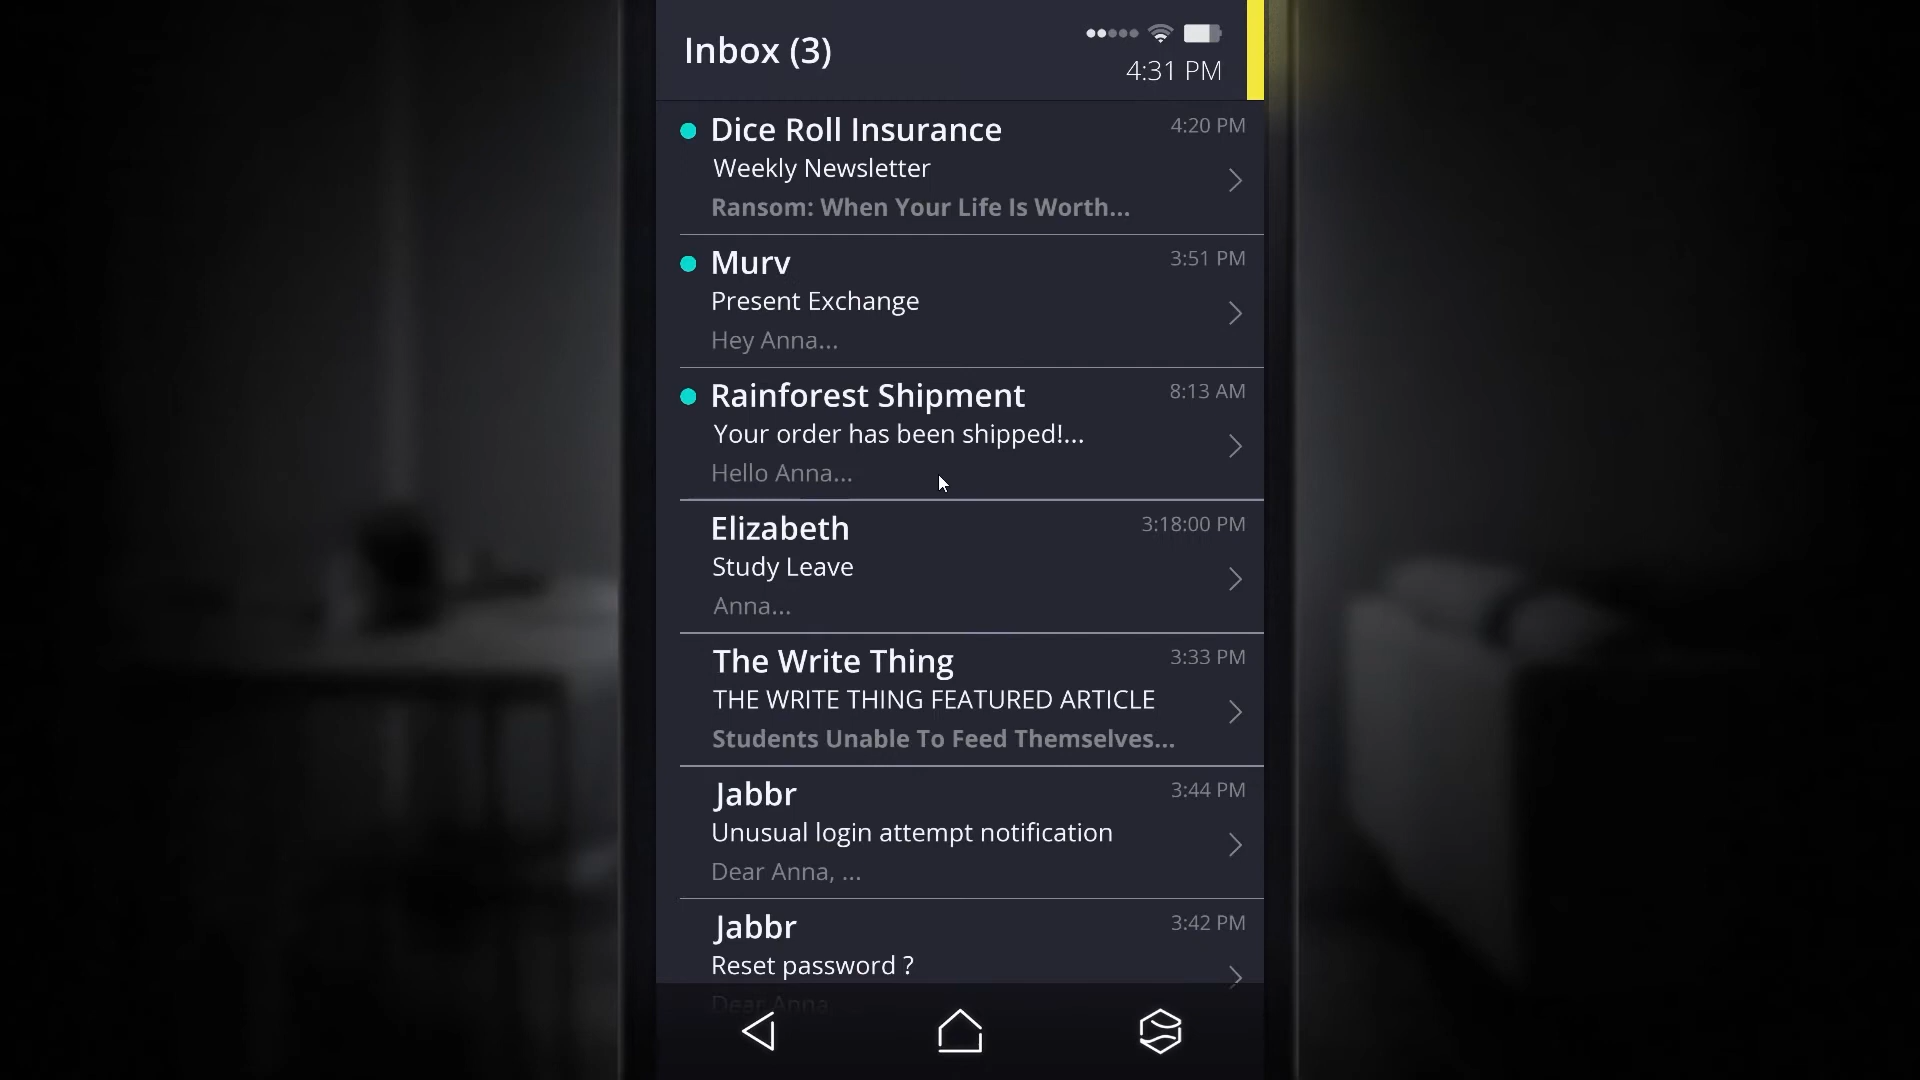 Inbox (3)
4:31 PM
Dice Roll Insurance
4:20 PM
Weekly Newsletter
Ransom: When Your Life Is Worth...
Murv
3:51 PM
Present Exchange
Hey Anna...
Rainforest Shipment
8:13 AM
Your order has been shipped!...
Hello Anna...
Elizabeth
3:18:00 PM
Study Leave
Anna...
The Write Thing
3:33 PM
THE WRITE THING FEATURED ARTICLE
Students Unable To Feed Themselves...
Jabbr
3:44 PM
Unusual login attempt notification
Dear Anna, ...
Jabbr
3:42 PM
Reset password ?
Dear Anna